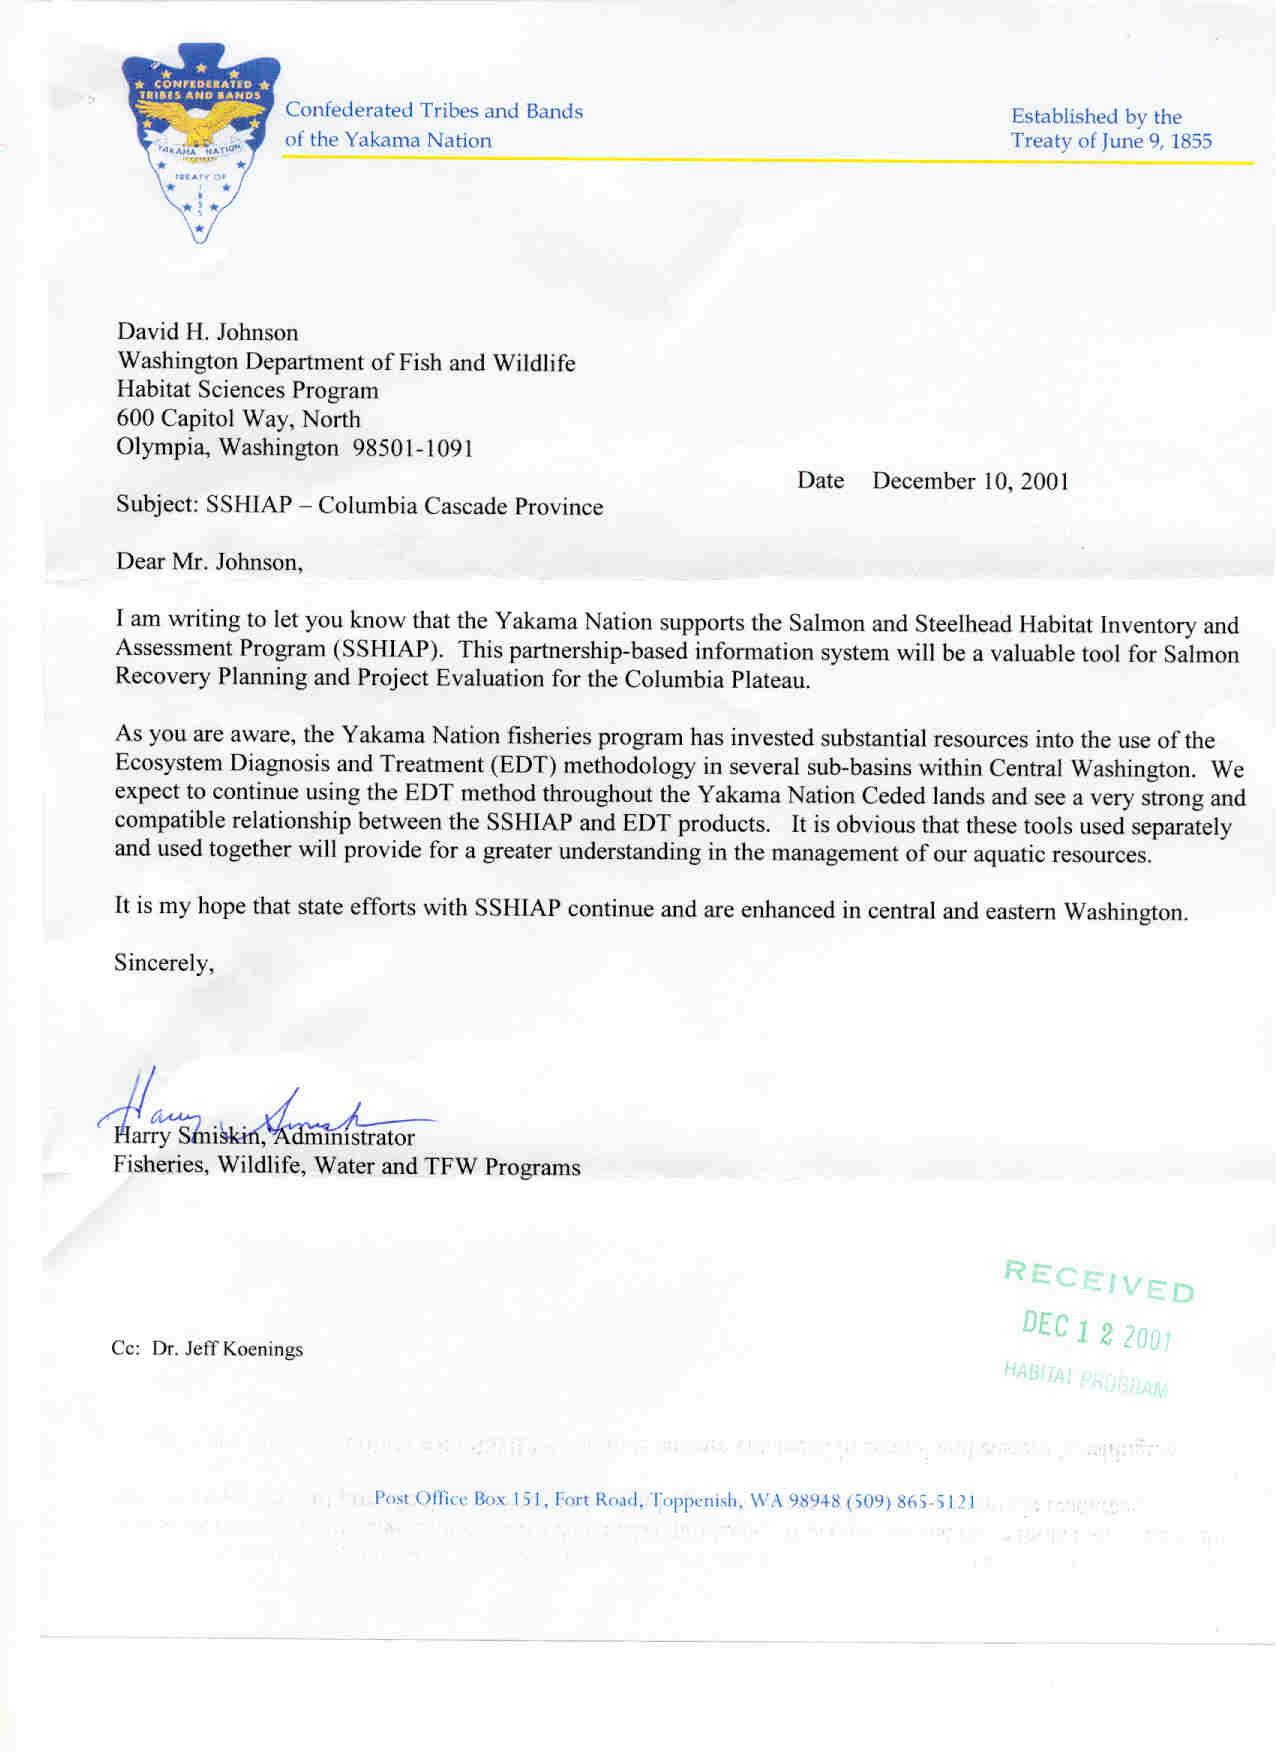 CONFEDERATED
TRIBES AND BANDS
YAKAMA NATION
TREATY OF
1855
Confederated Tribes and Bands
of the Yakama Nation
Established by the
Treaty of June 9, 1855
David H. Johnson
Washington Department of Fish and Wildlife
Habitat Sciences Program
600 Capitol Way, North
Olympia, Washington 98501-1091
Date December 10, 2001
Subject: SSHIAP – Columbia Cascade Province
Dear Mr. Johnson,
I am writing to let you know that the Yakama Nation supports the Salmon and Steelhead Habitat Inventory and
Assessment Program (SSHIAP). This partnership-based information system will be a valuable tool for Salmon
Recovery Planning and Project Evaluation for the Columbia Plateau.
As you are aware, the Yakama Nation fisheries program has invested substantial resources into the use of the
Ecosystem Diagnosis and Treatment (EDT) methodology in several sub-basins within Central Washington. We
expect to continue using the EDT method throughout the Yakama Nation Ceded lands and see a very strong and
compatible relationship between the SSHIAP and EDT products. It is obvious that these tools used separately
and used together will provide for a greater understanding in the management of our aquatic resources.
It is my hope that state efforts with SSHIAP continue and are enhanced in central and eastern Washington.
Sincerely,
Harry Smiskin, Administrator
Fisheries, Wildlife, Water and TFW Programs
RECEIVED
DEC 12 2001
HABITAT PROGRAM
Cc: Dr. Jeff Koenings
Post Office Box 151, Fort Road, Toppenish, WA 98948 (509) 865-5121